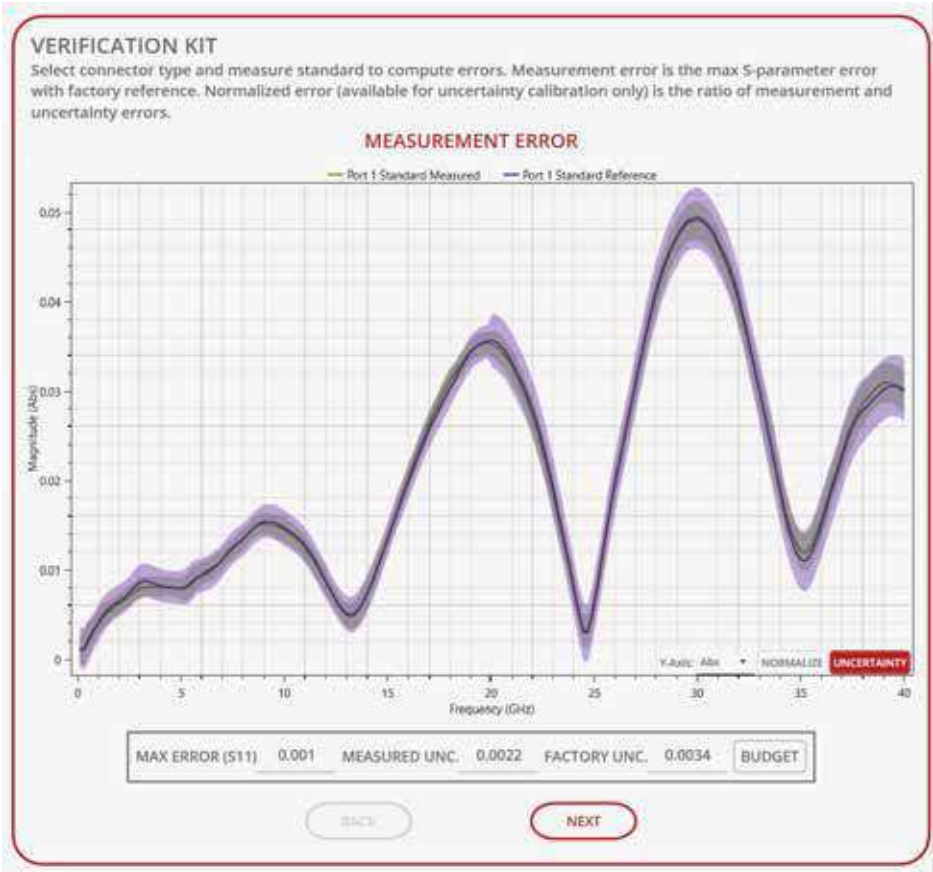 VERIFICATION KIT
Select connector type and measure standard to compute errors. Measurement error is the max S-parameter error
with factory reference. Normalized error (available for uncertainty calibration only) is the ratio of measurement and
uncertainty errors.
MEASUREMENT ERROR
Port 1 Standard Measured Port 1 Standard Reference
0.05
0.04
0.03
0.02
0.01
0
Magnitude (Abs)
Y-Axis: Abs NORMALIZE UNCERTAINTY
0 5 10 15 20 25 30 35 40
Frequency (GHz)
MAX ERROR (S11) 0.001 MEASURED UNC. 0.0022 FACTORY UNC. 0.0034 BUDGET
BACK NEXT